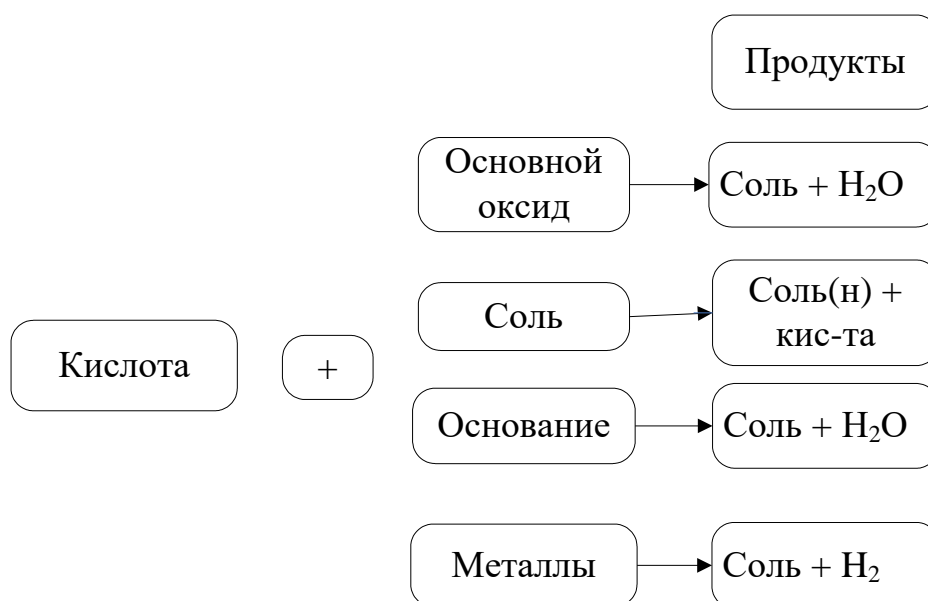 Продукты
Основной
оксид
Соль + H₂O
Соль
Соль(н) +
кис-та
Кислота
+
Основание
Соль + H₂O
Металлы
Соль + H₂